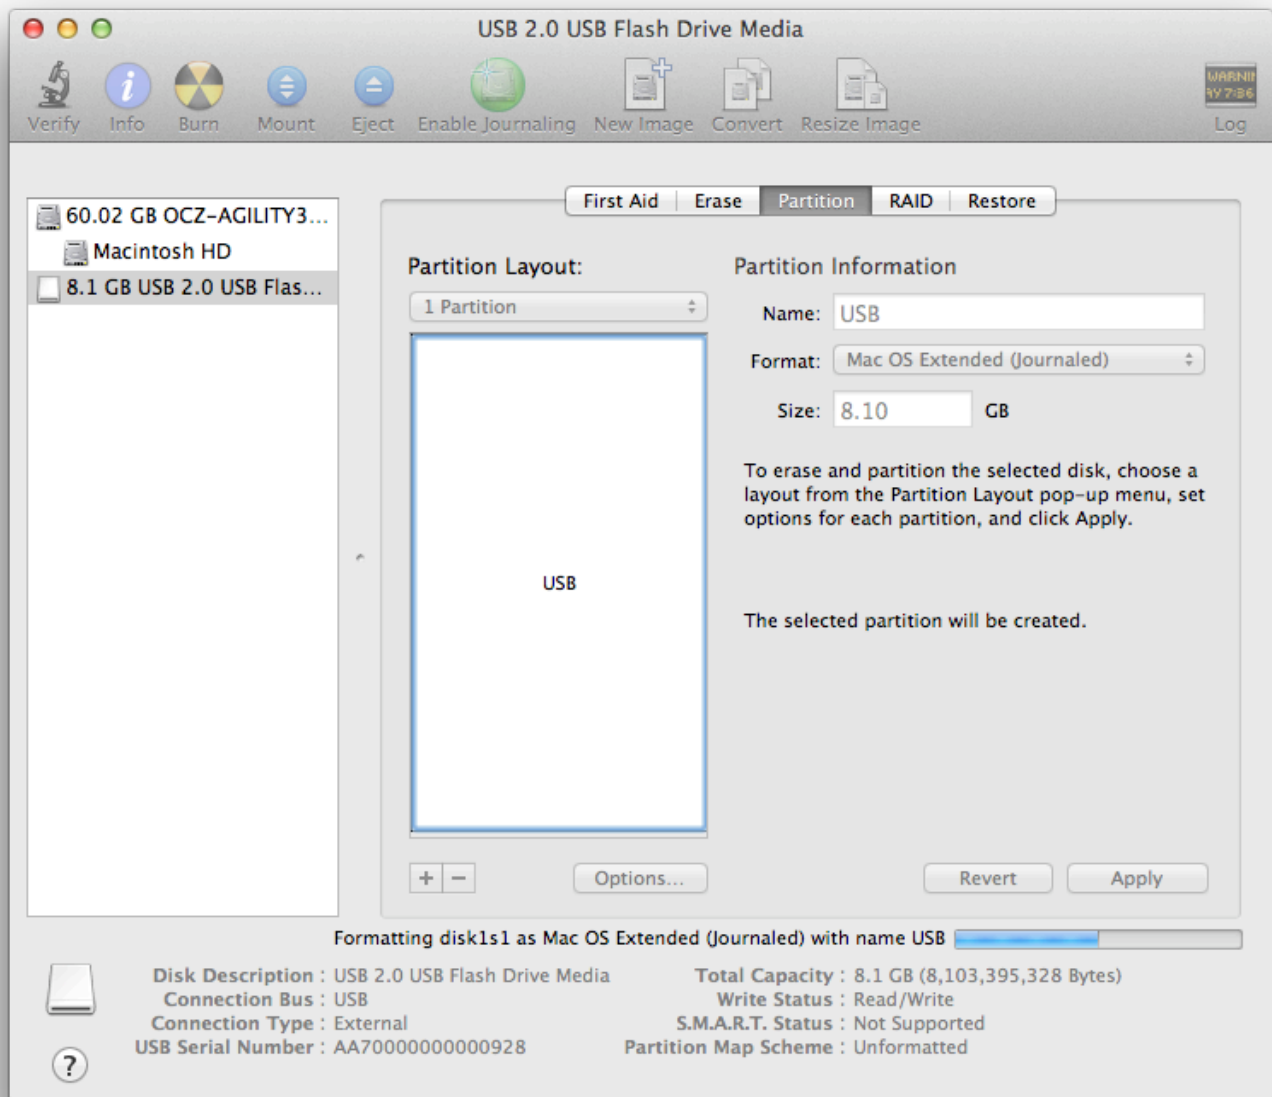 USB 2.0 USB Flash Drive Media
Verify Info Burn Mount Eject Enable Journaling New Image Convert Resize Image Log
WARNIN
AY 7:36
First Aid Erase Partition RAID Restore
60.02 GB OCZ-AGILITY3...
Macintosh HD
8.1 GB USB 2.0 USB Flas...
Partition Layout:
1 Partition
USB
+ − Options...
Partition Information
Name: USB
Format: Mac OS Extended (Journaled)
Size: 8.10 GB
To erase and partition the selected disk, choose a
layout from the Partition Layout pop-up menu, set
options for each partition, and click Apply.
The selected partition will be created.
Revert Apply
Formatting disk1s1 as Mac OS Extended (Journaled) with name USB
Disk Description : USB 2.0 USB Flash Drive Media
Connection Bus : USB
Connection Type : External
USB Serial Number : AA70000000000928
Total Capacity : 8.1 GB (8,103,395,328 Bytes)
Write Status : Read/Write
S.M.A.R.T. Status : Not Supported
Partition Map Scheme : Unformatted
?